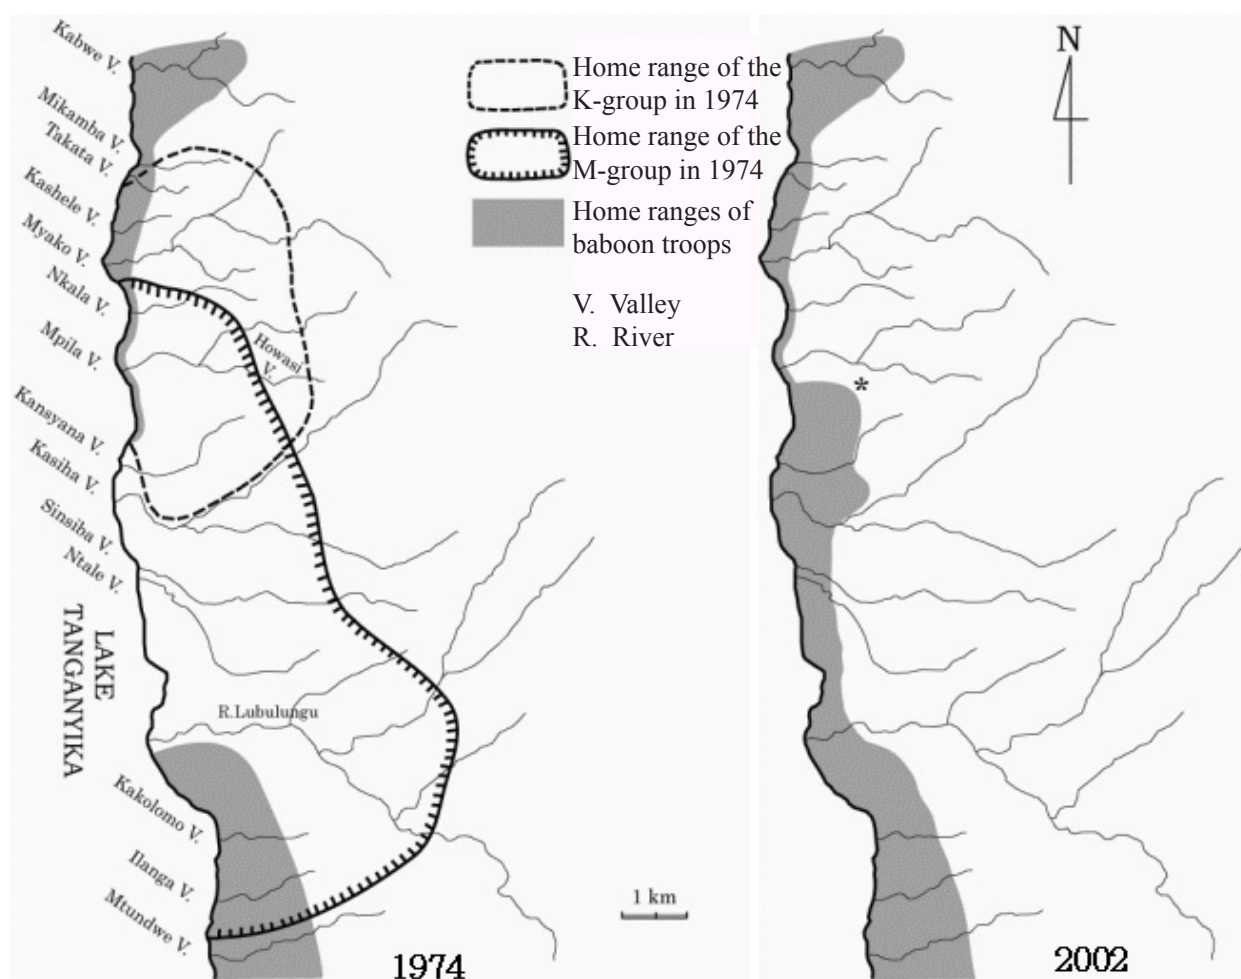 Kabwe V.
Mikamba V.
Takata V.
Kashele V.
Myako V.
Nkala V.
Mpila V.
Kansyana V.
Kasiha V.
Sinsiba V.
Ntale V.
LAKE
TANGANYIKA
Kakolomo V.
Ilanga V.
Mtundwe V.
Howasi
V.
R.Lubulungu
1974
Home range of the
K-group in 1974
Home range of the
M-group in 1974
Home ranges of
baboon troops
V. Valley
R. River
1 km
N
*
2002